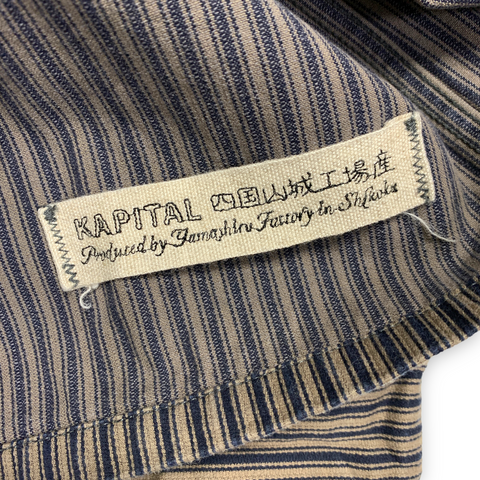 KAPITAL 四国山城工場産
Produced by Yamashiro Factory in Shikoku